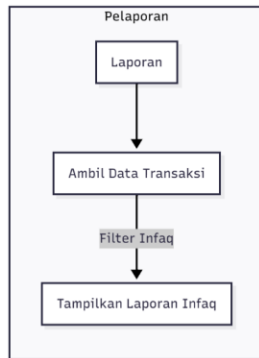 Pelaporan
Laporan
Ambil Data Transaksi
Filter Infaq
Tampilkan Laporan Infaq